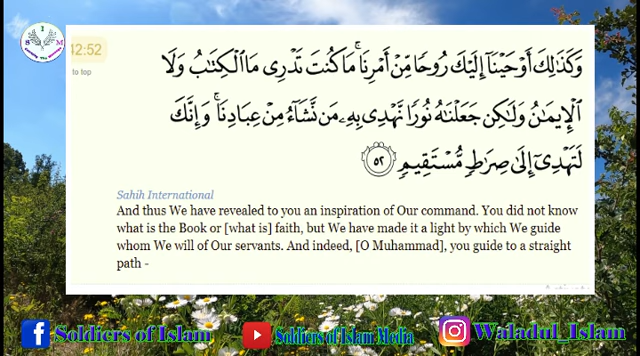 42:52
to top
وَكَذَٰلِكَ أَوْحَيْنَآ إِلَيْكَ رُوحًا مِّنْ أَمْرِنَا ۚ مَا كُنتَ تَدْرِى مَا ٱلْكِتَٰبُ وَلَا
ٱلْإِيمَٰنُ وَلَٰكِن جَعَلْنَٰهُ نُورًا نَّهْدِى بِهِۦ مَن نَّشَآءُ مِنْ عِبَادِنَا ۚ وَإِنَّكَ
لَتَهْدِىٓ إِلَىٰ صِرَٰطٍ مُّسْتَقِيمٍ ٥٢
Sahih International
And thus We have revealed to you an inspiration of Our command. You did not know
what is the Book or [what is] faith, but We have made it a light by which We guide
whom We will of Our servants. And indeed, [O Muhammad], you guide to a straight
path -
Soldiers of Islam
Soldiers of Islam Media
Waladul_Islam